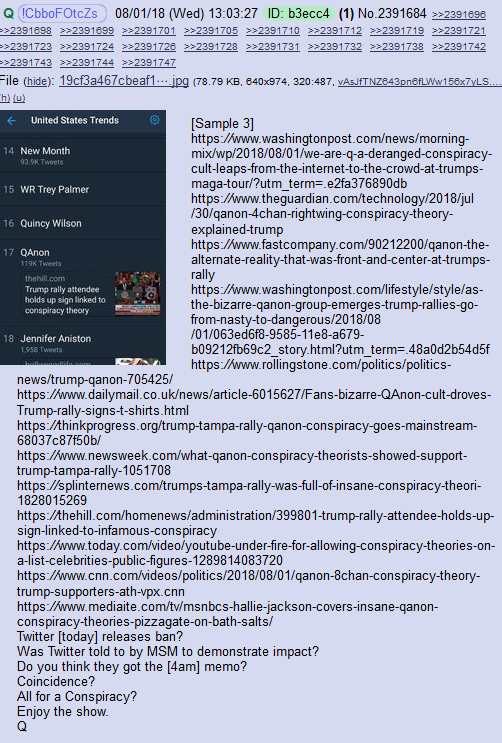 Q !CbboFOtcZs 08/01/18 (Wed) 13:03:27 ID: b3ecc4 (1) No.2391684 >>2391696
>>2391698 >>2391699 >>2391701 >>2391705 >>2391710 >>2391712 >>2391719 >>2391721
>>2391723 >>2391724 >>2391726 >>2391728 >>2391731 >>2391732 >>2391738 >>2391742
>>2391743 >>2391744 >>2391747
File (hide): 19cf3a467cbeaf1⋯.jpg (78.79 KB, 640x974, 320:487, vAsJfTNZ643pn6fLWw156x7yLS....
h) (u)
United States Trends
14 New Month
93.9K Tweets
15 WR Trey Palmer
16 Quincy Wilson
17 QAnon
119K Tweets
thehill.com
Trump rally attendee
holds up sign linked to
conspiracy theory
18 Jennifer Aniston
1,958 Tweets
[Sample 3]
https://www.washingtonpost.com/news/morning-
mix/wp/2018/08/01/we-are-q-a-deranged-conspiracy-
cult-leaps-from-the-internet-to-the-crowd-at-trumps-
maga-tour/?utm_term=.e2fa376890db
https://www.theguardian.com/technology/2018/jul
/30/qanon-4chan-rightwing-conspiracy-theory-
explained-trump
https://www.fastcompany.com/90212200/qanon-the-
alternate-reality-that-was-front-and-center-at-trumps-
rally
https://www.washingtonpost.com/lifestyle/style/as-
the-bizarre-qanon-group-emerges-trump-rallies-go-
from-nasty-to-dangerous/2018/08
/01/063ed6f8-9585-11e8-a679-
b09212fb69c2_story.html?utm_term=.48a0d2b54d5f
https://www.rollingstone.com/politics/politics-
news/trump-qanon-705425/
https://www.dailymail.co.uk/news/article-6015627/Fans-bizarre-QAnon-cult-droves-
Trump-rally-signs-t-shirts.html
https://thinkprogress.org/trump-tampa-rally-qanon-conspiracy-goes-mainstream-
68037c87f50b/
https://www.newsweek.com/what-qanon-conspiracy-theorists-showed-support-
trump-tampa-rally-1051708
https://splinternews.com/trumps-tampa-rally-was-full-of-insane-conspiracy-theori-
1828015269
https://thehill.com/homenews/administration/399801-trump-rally-attendee-holds-up-
sign-linked-to-infamous-conspiracy
https://www.today.com/video/youtube-under-fire-for-allowing-conspiracy-theories-on-
a-list-celebrities-public-figures-1289814083720
https://www.cnn.com/videos/politics/2018/08/01/qanon-8chan-conspiracy-theory-
trump-supporters-ath-vpx.cnn
https://www.mediaite.com/tv/msnbcs-hallie-jackson-covers-insane-qanon-
conspiracy-theories-pizzagate-on-bath-salts/
Twitter [today] releases ban?
Was Twitter told to by MSM to demonstrate impact?
Do you think they got the [4am] memo?
Coincidence?
All for a Conspiracy?
Enjoy the show.
Q